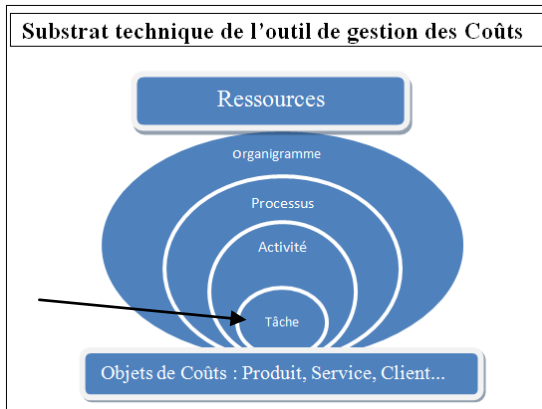 Substrat technique de l'outil de gestion des Coûts
Ressources
Organigramme
Processus
Activité
Tâche
Objets de Coûts : Produit, Service, Client...